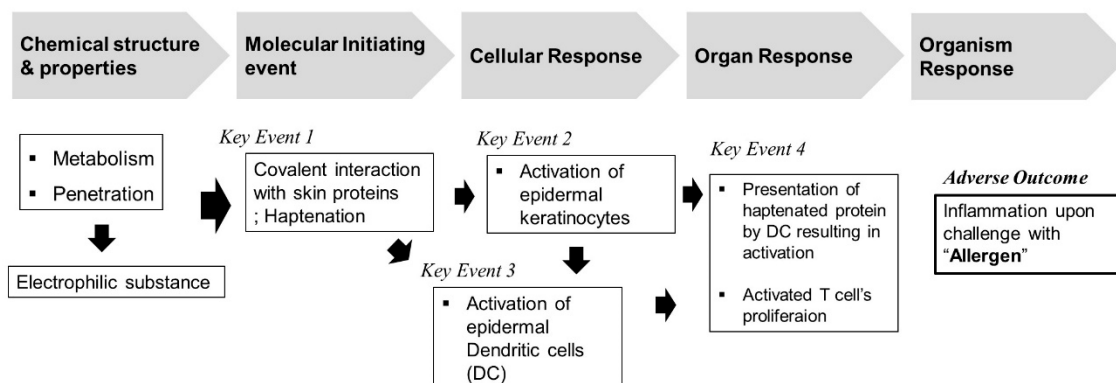 Chemical structure
& properties
Molecular Initiating
event
Cellular Response
Organ Response
Organism
Response
▪ Metabolism
▪ Penetration
Electrophilic substance
Key Event 1
Covalent interaction
with skin proteins
; Haptenation
Key Event 2
▪ Activation of
epidermal
keratinocytes
Key Event 3
▪ Activation of
epidermal
Dendritic cells
(DC)
Key Event 4
▪ Presentation of
haptenated protein
by DC resulting in
activation
▪ Activated T cell's
proliferaion
Adverse Outcome
Inflammation upon
challenge with
“Allergen”